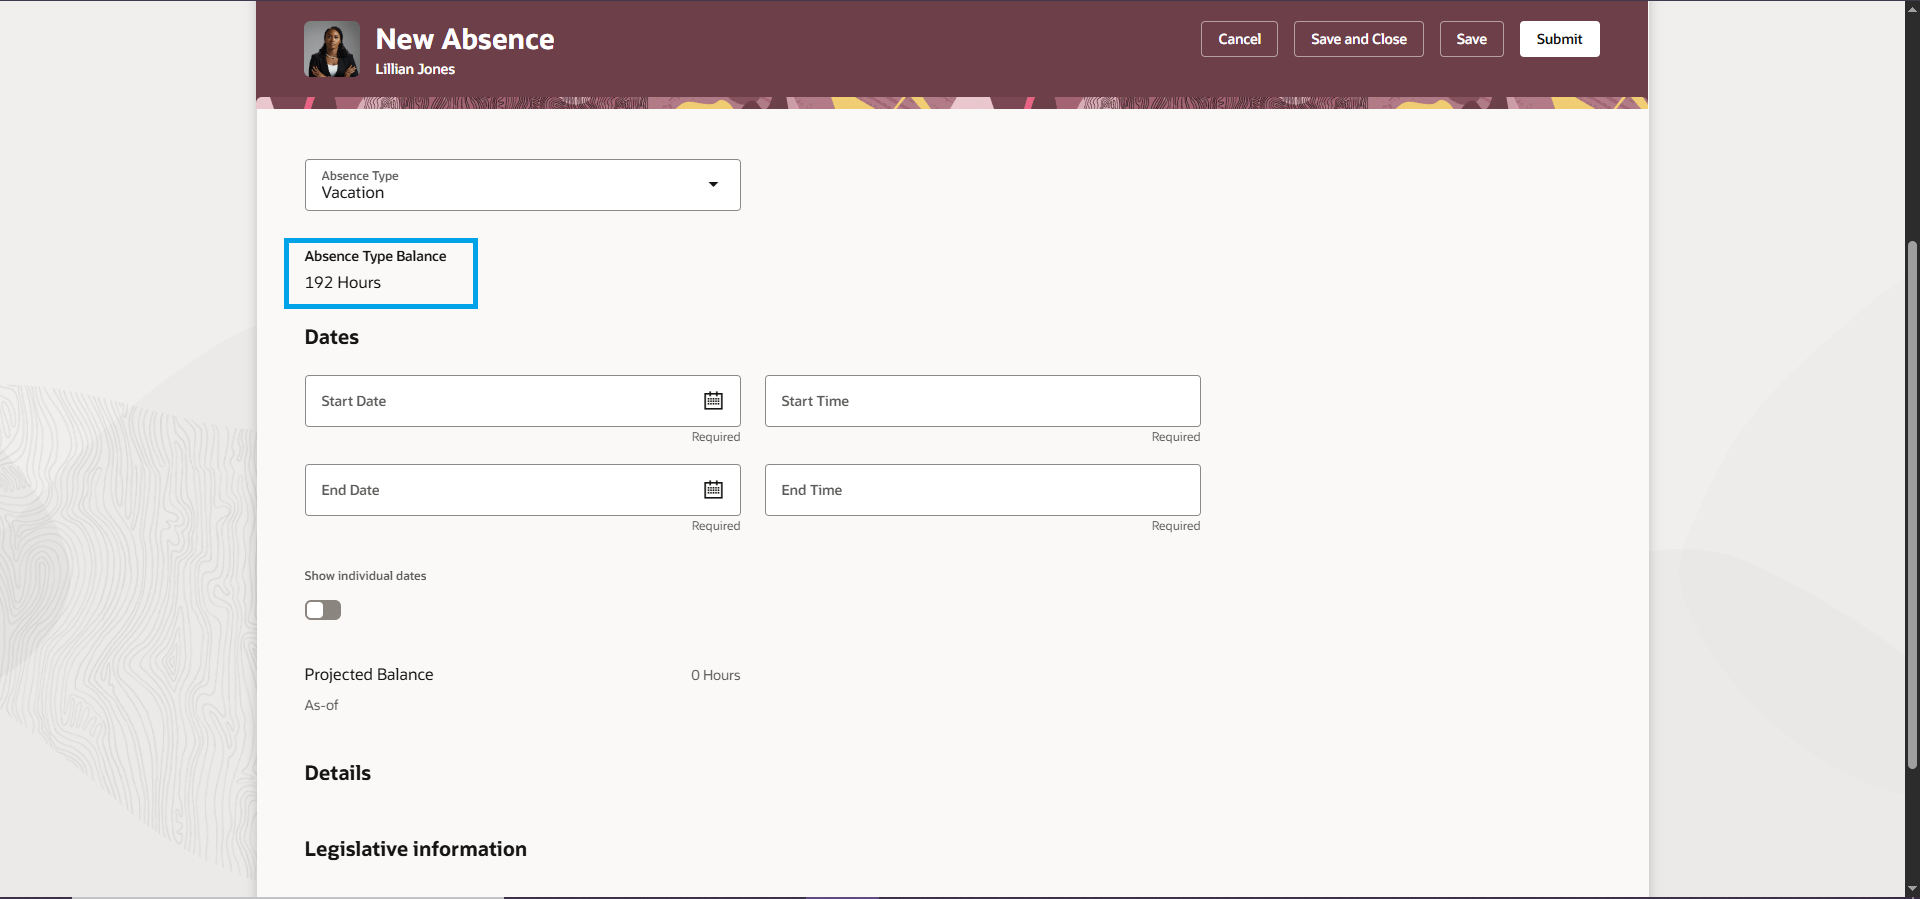 New Absence
Lillian Jones
Cancel
Save and Close
Save
Submit
Absence Type
Vacation
Absence Type Balance
192 Hours
Dates
Start Date
Start Time
Required
Required
End Date
End Time
Required
Required
Show individual dates
Projected Balance
0 Hours
As-of
Details
Legislative information